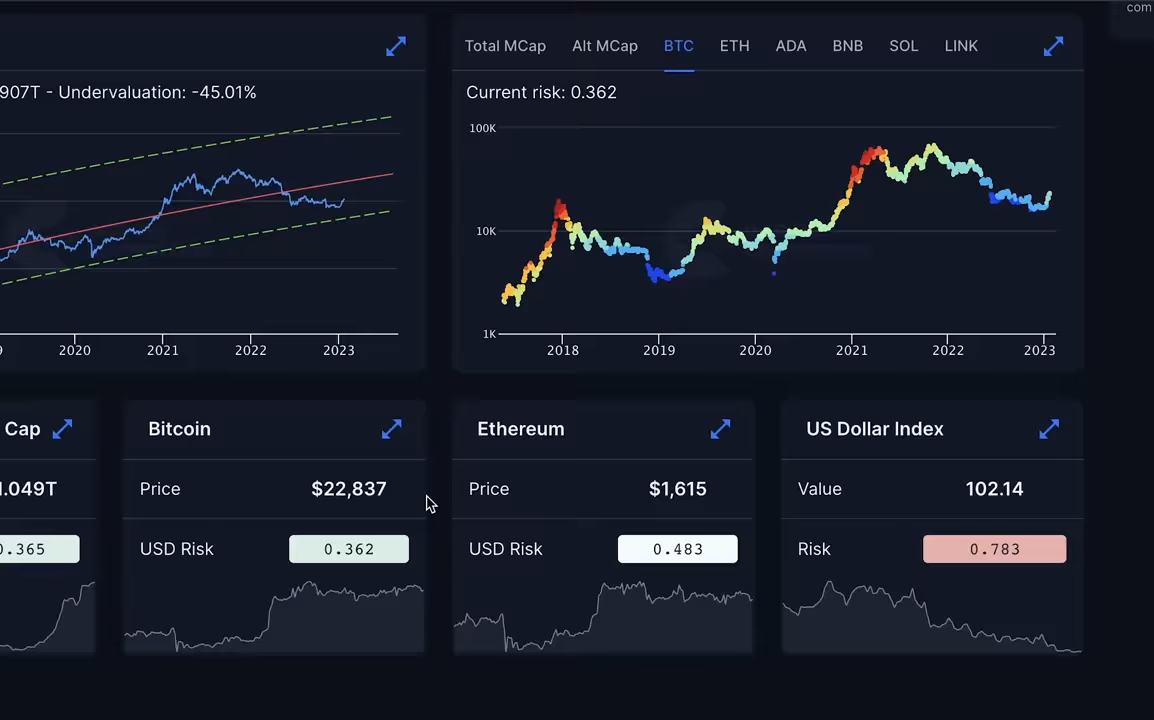 com
Total MCap Alt MCap BTC ETH ADA BNB SOL LINK
907T - Undervaluation: -45.01%
Current risk: 0.362
100K
10K
1K
2020 2021 2022 2023
2018 2019 2020 2021 2022 2023
Cap
Bitcoin
Ethereum
US Dollar Index
.049T
Price $22,837
Price $1,615
Value 102.14
0.365
USD Risk 0.362
USD Risk 0.483
Risk 0.783